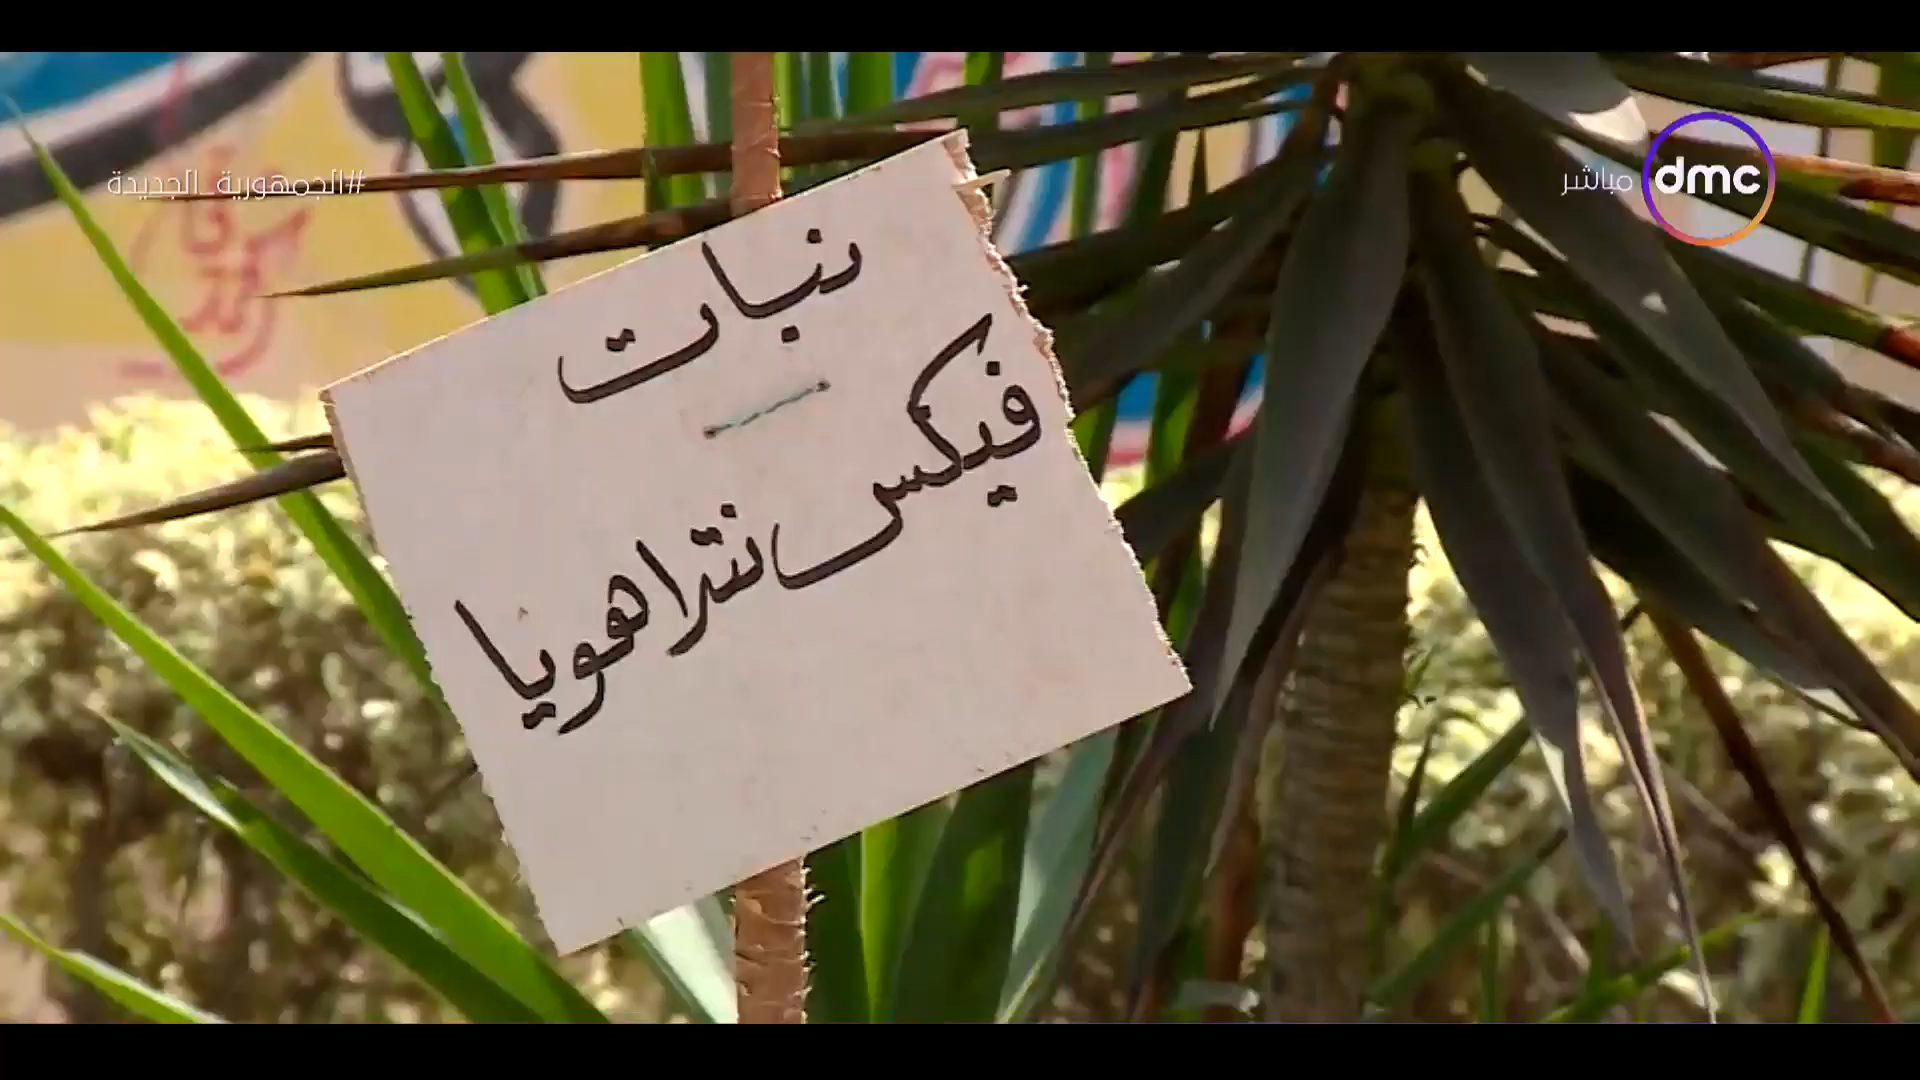 #الجمهورية_الجديدة
مباشر dmc
نبات
فيكس نتراهويا